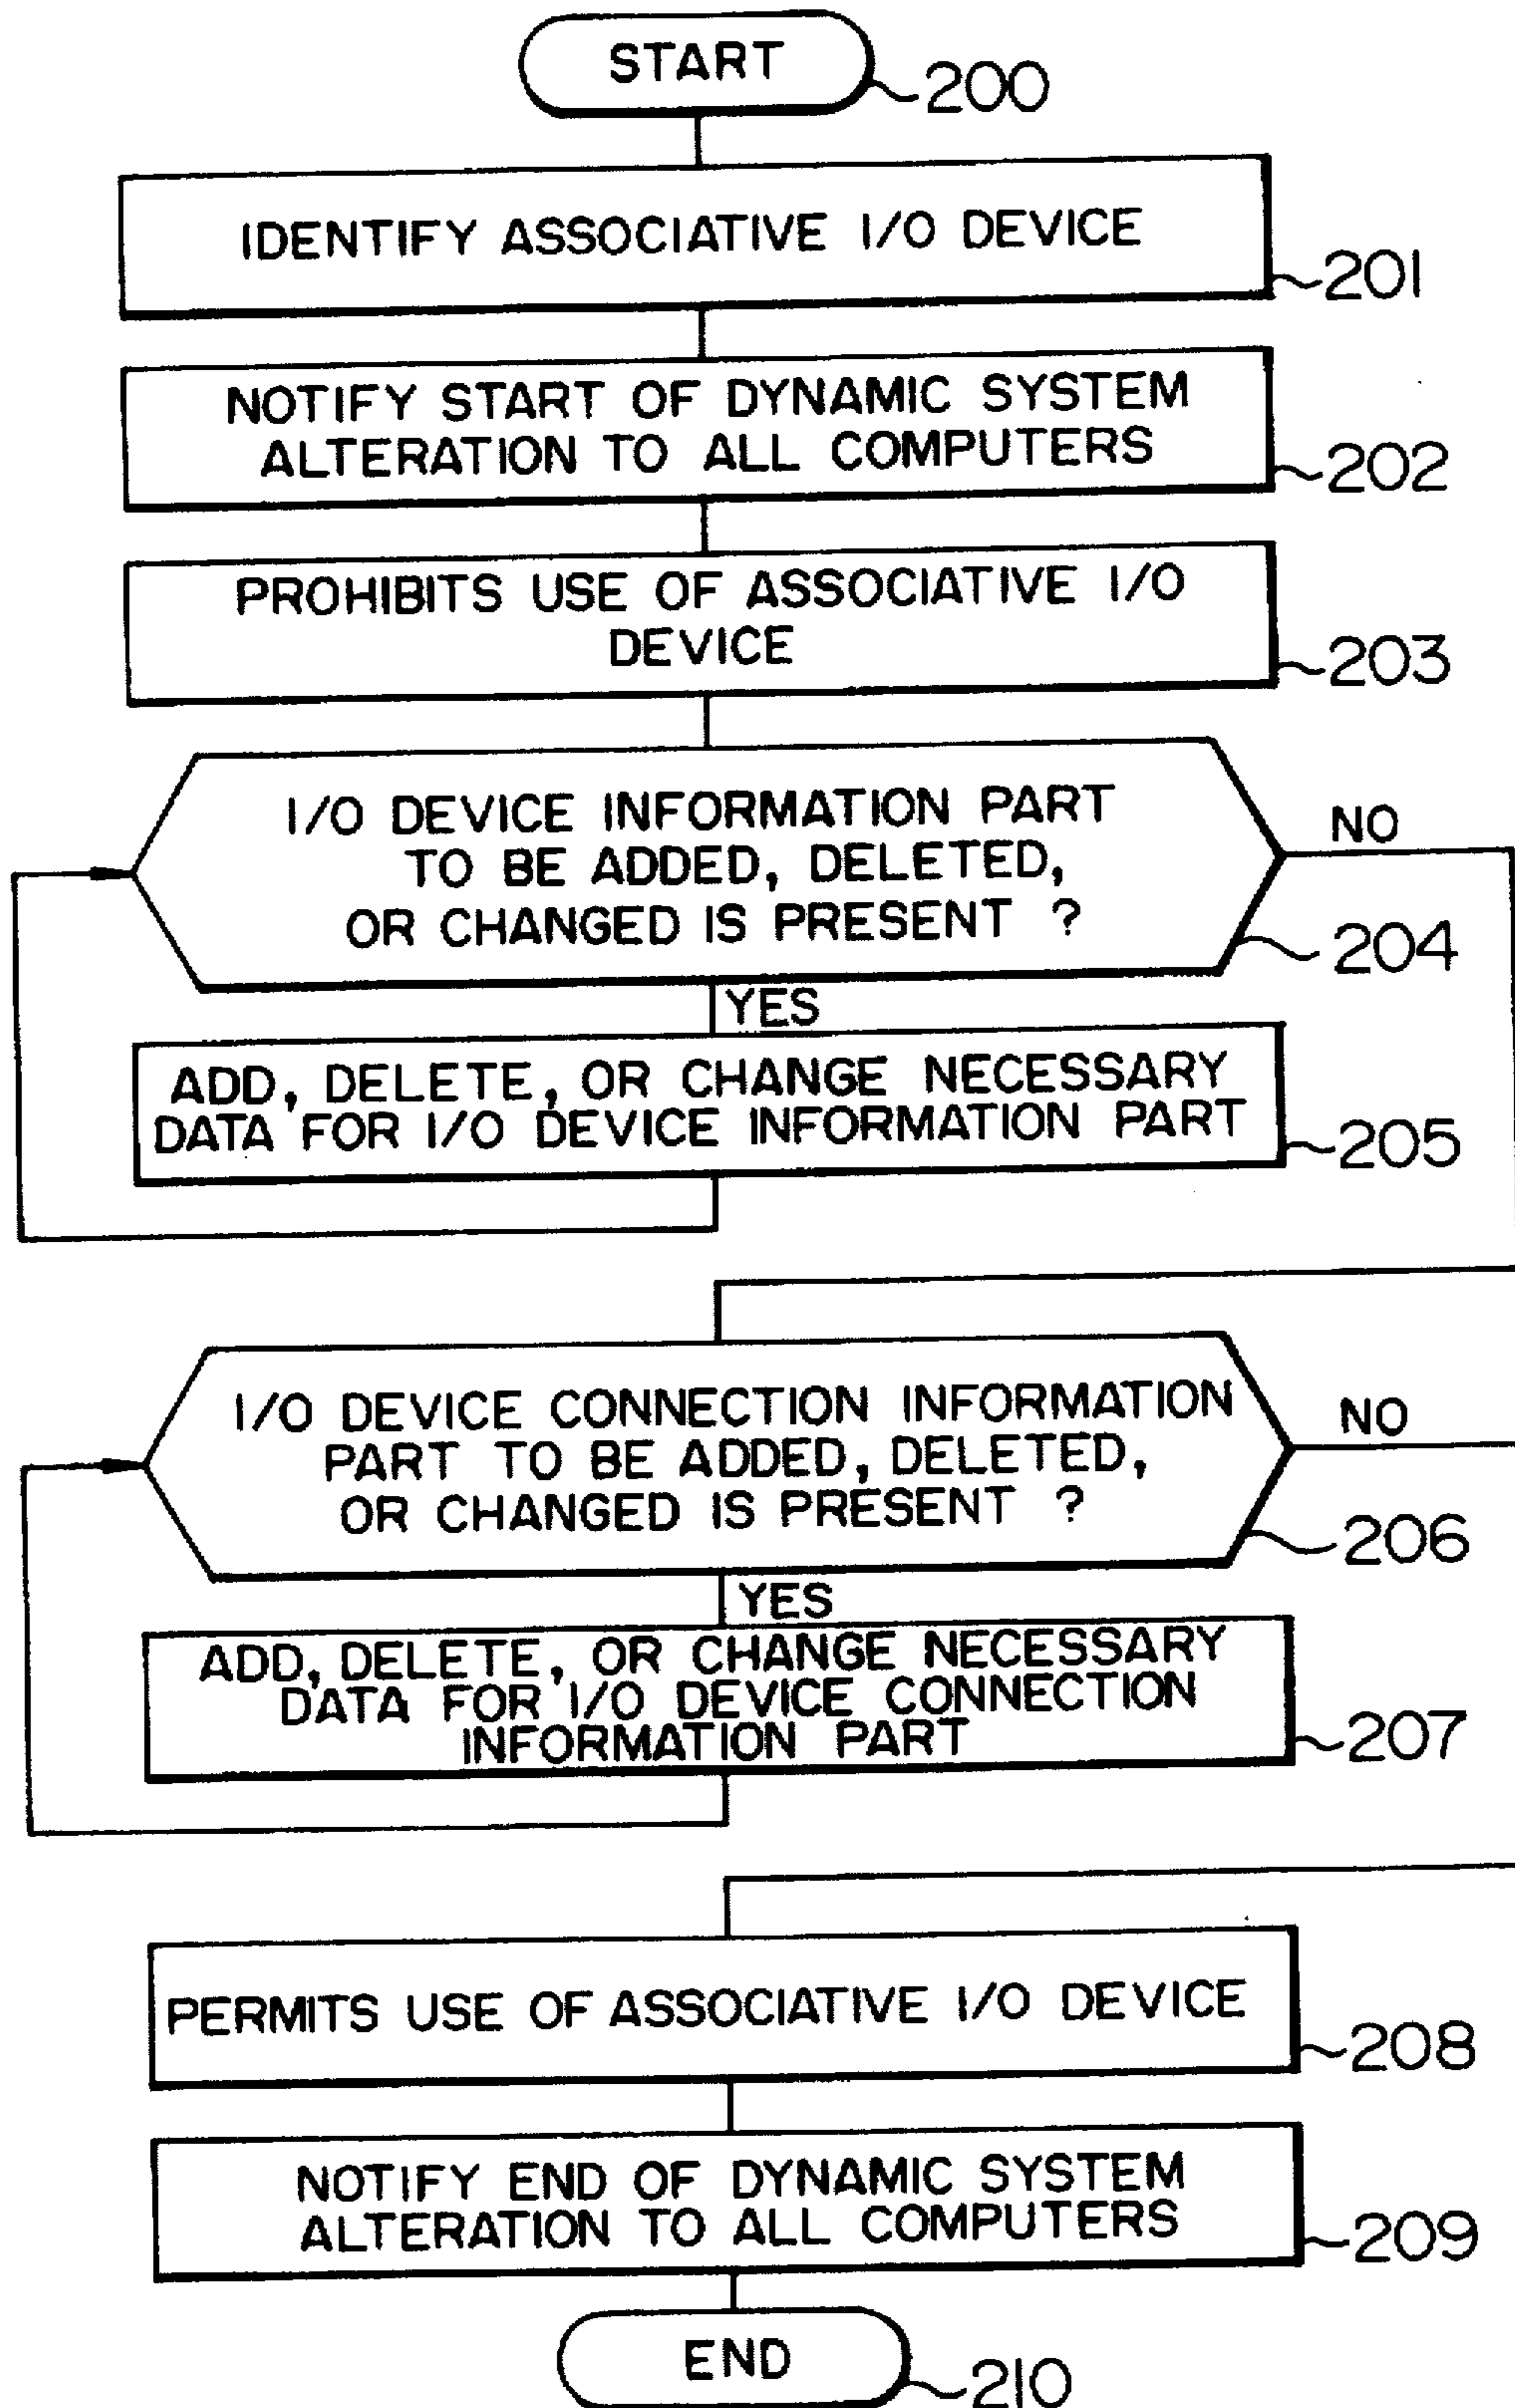 START
200
IDENTIFY ASSOCIATIVE I/O DEVICE
201
NOTIFY START OF DYNAMIC SYSTEM
ALTERATION TO ALL COMPUTERS
202
PROHIBITS USE OF ASSOCIATIVE I/O
DEVICE
203
I/O DEVICE INFORMATION PART
TO BE ADDED, DELETED,
OR CHANGED IS PRESENT ?
NO
204
YES
ADD, DELETE, OR CHANGE NECESSARY
DATA FOR I/O DEVICE INFORMATION PART
205
I/O DEVICE CONNECTION INFORMATION
PART TO BE ADDED, DELETED,
OR CHANGED IS PRESENT ?
NO
206
YES
ADD, DELETE, OR CHANGE NECESSARY
DATA FOR I/O DEVICE CONNECTION
INFORMATION PART
207
PERMITS USE OF ASSOCIATIVE I/O DEVICE
208
NOTIFY END OF DYNAMIC SYSTEM
ALTERATION TO ALL COMPUTERS
209
END
210